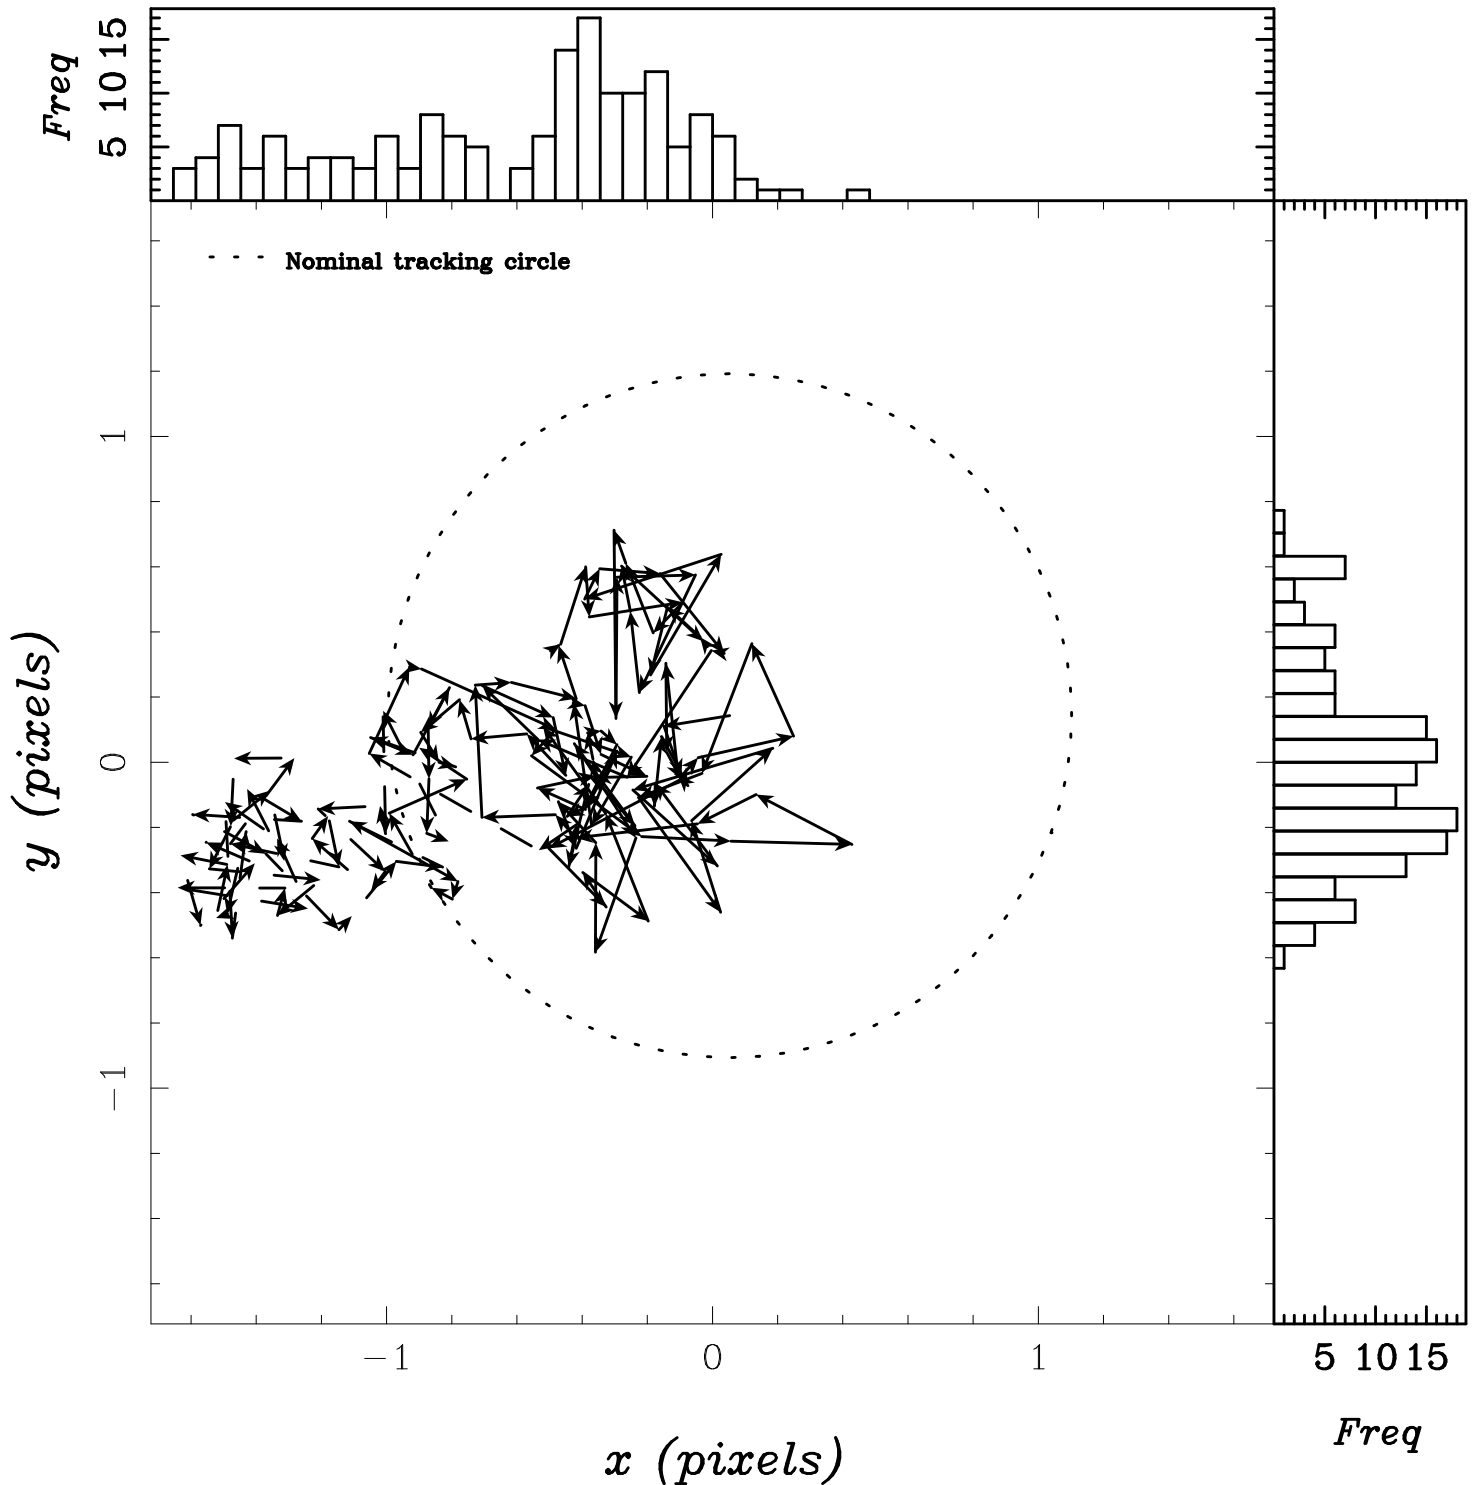 Freq
5 10 15
Nominal tracking circle
y (pixels)
1
0
−1
−1 0 1
x (pixels)
5 10 15
Freq